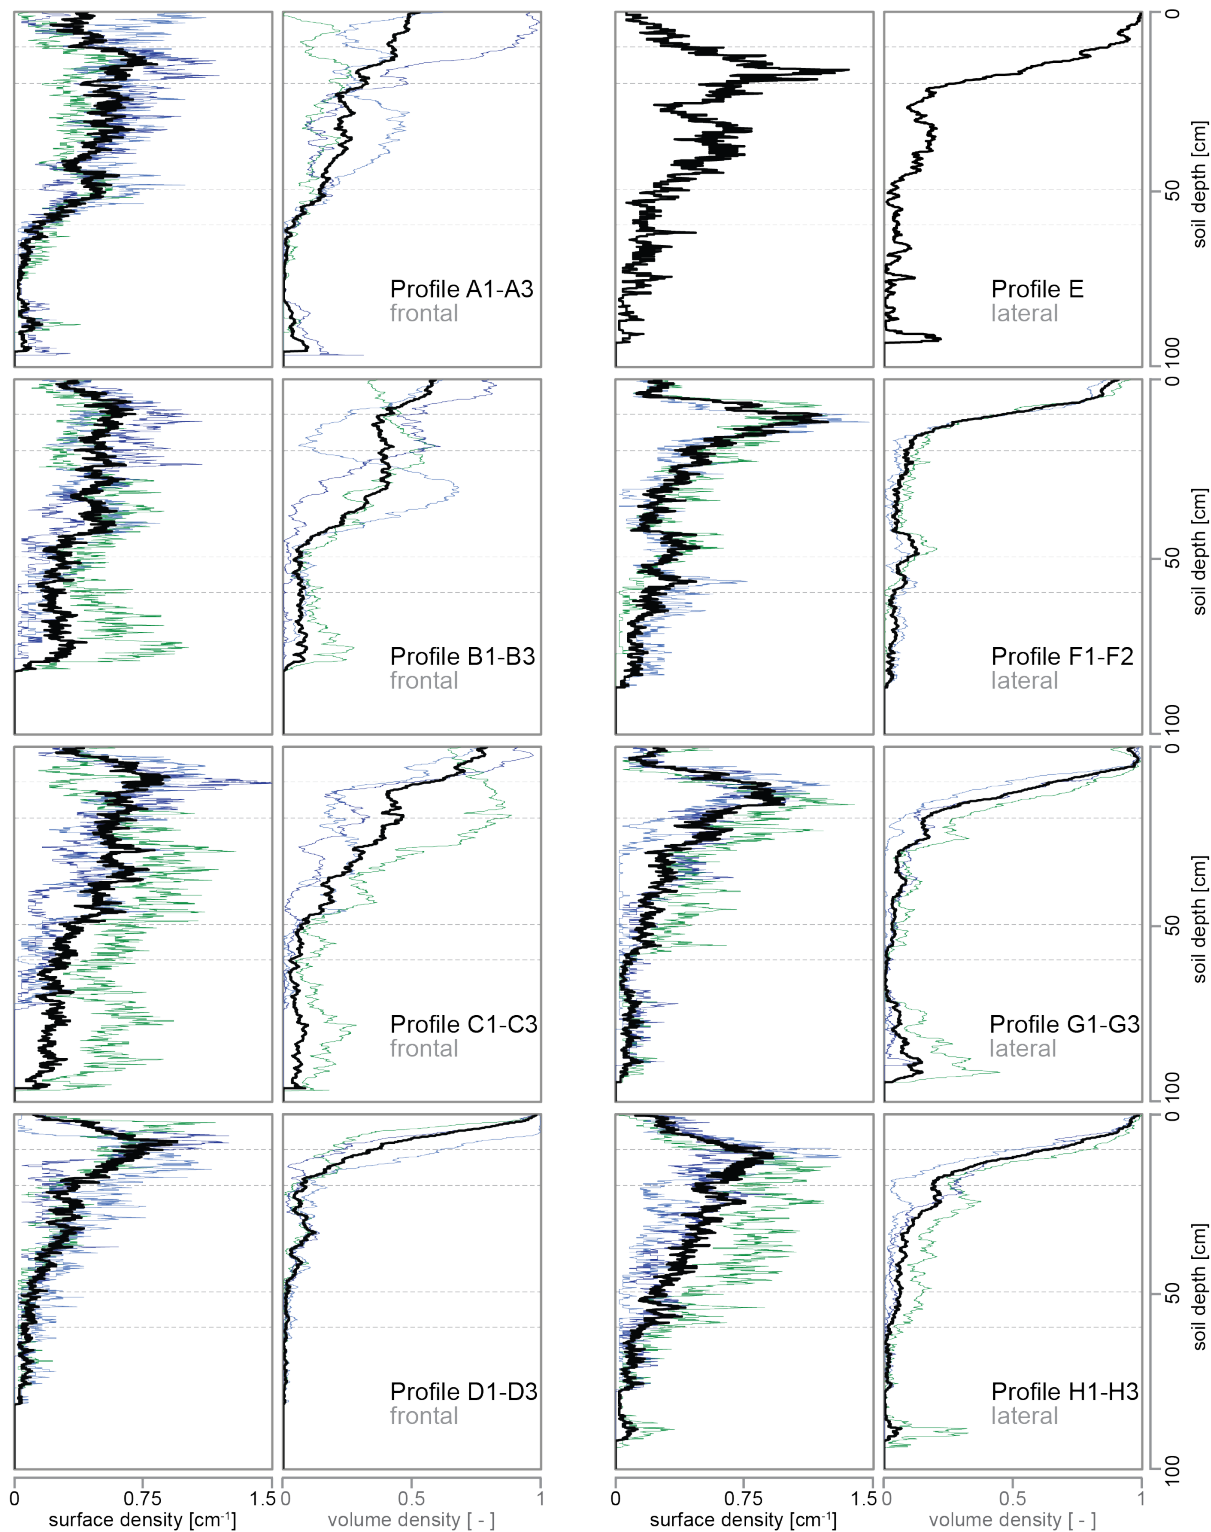 Profile A1-A3
frontal
Profile E
lateral
0
50
100
soil depth [cm]
Profile B1-B3
frontal
Profile F1-F2
lateral
0
50
100
soil depth [cm]
Profile C1-C3
frontal
Profile G1-G3
lateral
0
50
100
soil depth [cm]
Profile D1-D3
frontal
Profile H1-H3
lateral
0
50
100
soil depth [cm]
0 0.75 1.5 0 0.5 1 0 0.75 1.5 0 0.5 1
surface density [cm⁻¹] volume density [ - ] surface density [cm⁻¹] volume density [ - ]